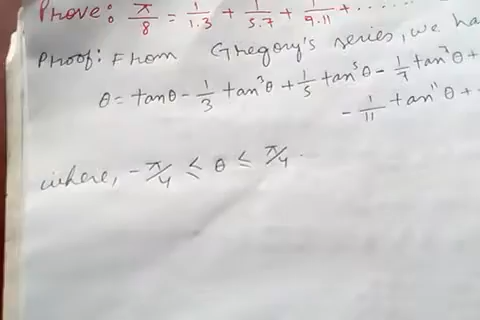 Prove: π/8 = 1/1.3 + 1/5.7 + 1/9.11 + ......
Proof: From Gregory's series, we ha
θ = tanθ - 1/3 tan³θ + 1/5 tan⁵θ - 1/7 tan⁷θ +
- 1/11 tan¹¹θ + .
where, -π/4 ≤ θ ≤ π/4.